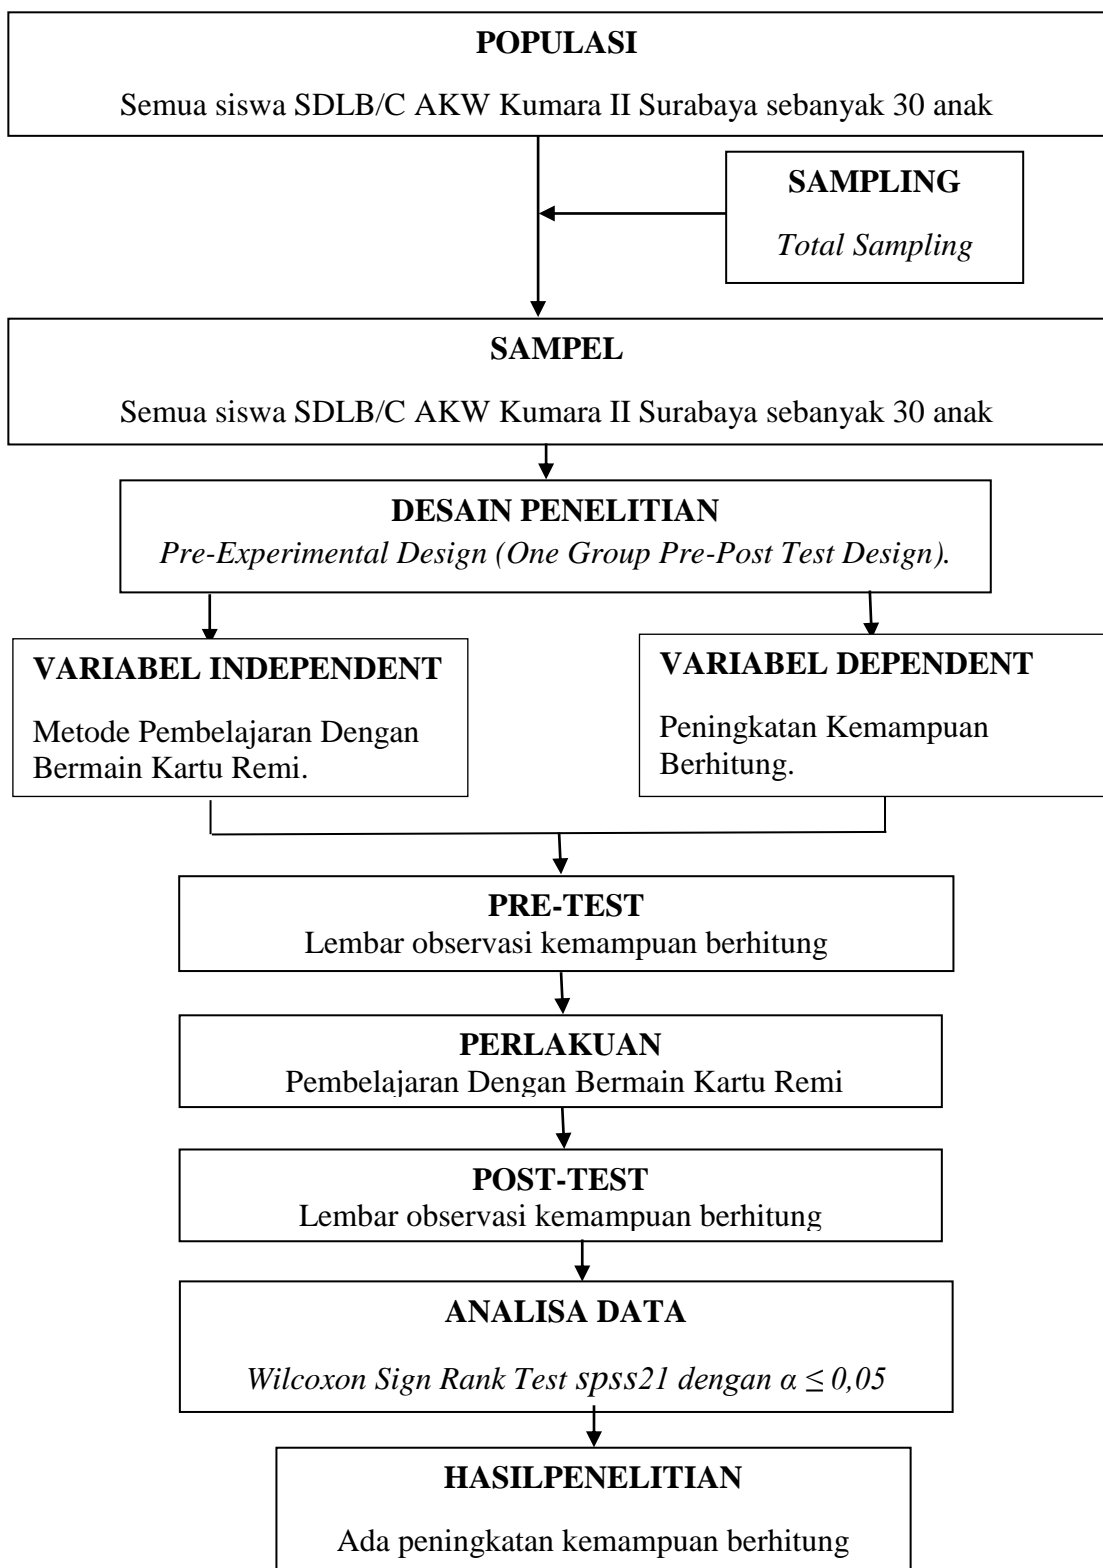 POPULASI
Semua siswa SDLB/C AKW Kumara II Surabaya sebanyak 30 anak
SAMPLING
Total Sampling
SAMPEL
Semua siswa SDLB/C AKW Kumara II Surabaya sebanyak 30 anak
DESAIN PENELITIAN
Pre-Experimental Design (One Group Pre-Post Test Design).
VARIABEL INDEPENDENT
Metode Pembelajaran Dengan
Bermain Kartu Remi.
VARIABEL DEPENDENT
Peningkatan Kemampuan
Berhitung.
PRE-TEST
Lembar observasi kemampuan berhitung
PERLAKUAN
Pembelajaran Dengan Bermain Kartu Remi
POST-TEST
Lembar observasi kemampuan berhitung
ANALISA DATA
Wilcoxon Sign Rank Test spss21 dengan α ≤ 0,05
HASILPENELITIAN
Ada peningkatan kemampuan berhitung